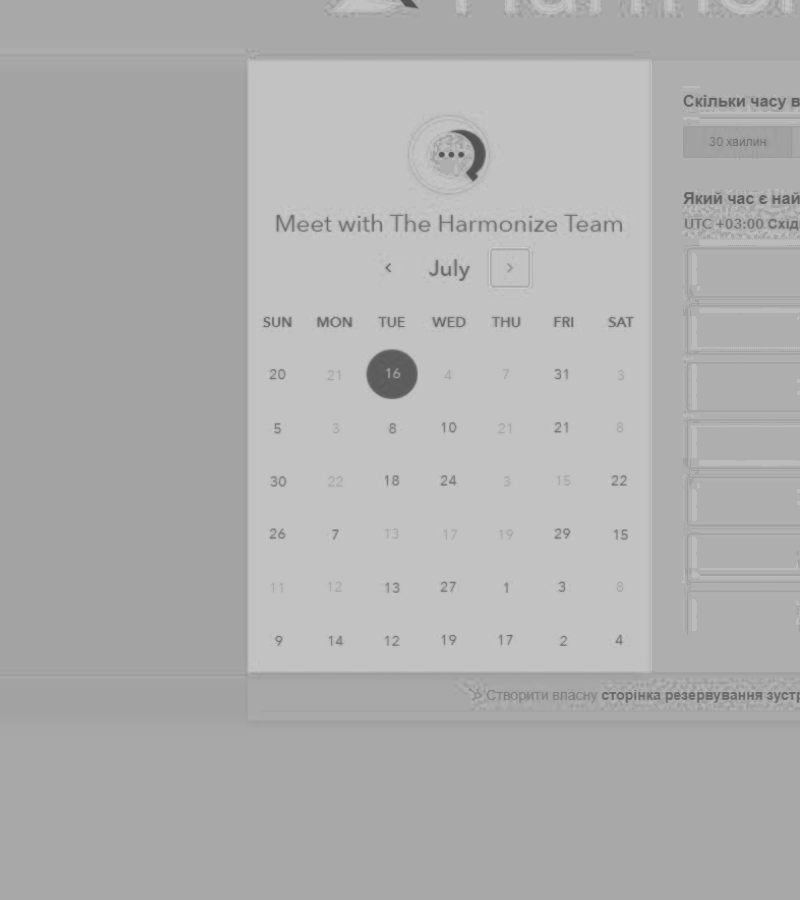 Meet with The Harmonize Team
July
SUN MON TUE WED THU FRI SAT
20 21 16 4 7 31 3
5 3 8 10 21 21 8
30 22 18 24 3 15 22
26 7 13 17 19 29 15
11 12 13 27 1 3 8
9 14 12 19 17 2 4
Скільки часу в
30 хвилин
Який час є най
UTC +03:00 Схід
Створити власну сторінка резервування зустр